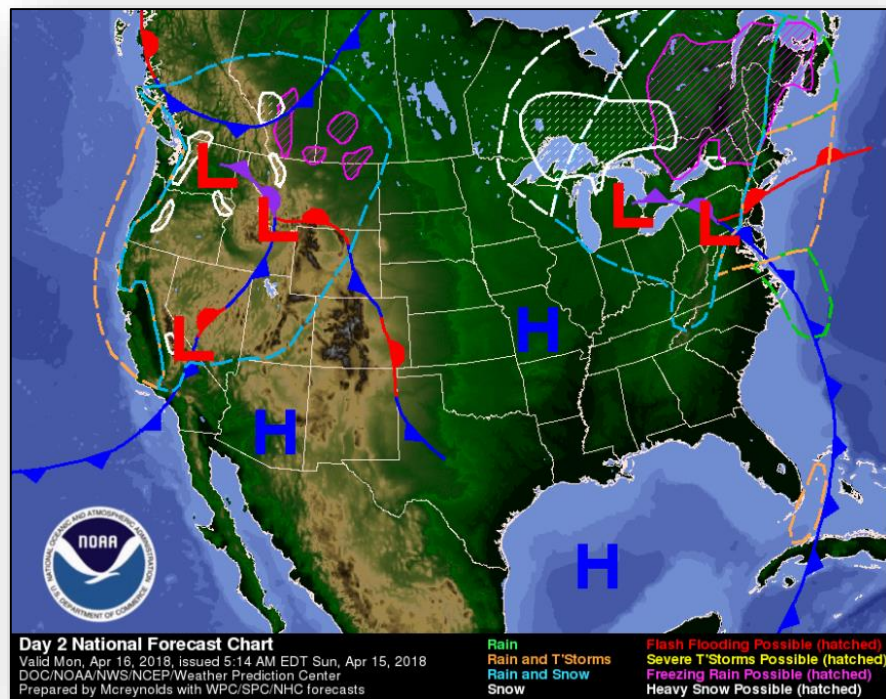 L
L
L
L
L
H
H
H
NATIONAL OCEANIC AND ATMOSPHERIC ADMINISTRATION
NOAA
U.S. DEPARTMENT OF COMMERCE
Day 2 National Forecast Chart
Valid Mon, Apr 16, 2018, issued 5:14 AM EDT Sun, Apr 15, 2018
DOC/NOAA/NWS/NCEP/Weather Prediction Center
Prepared by Mcreynolds with WPC/SPC/NHC forecasts
Rain
Rain and T'Storms
Rain and Snow
Snow
Flash Flooding Possible (hatched)
Severe T'Storms Possible (hatched)
Freezing Rain Possible (hatched)
Heavy Snow Possible (hatched)